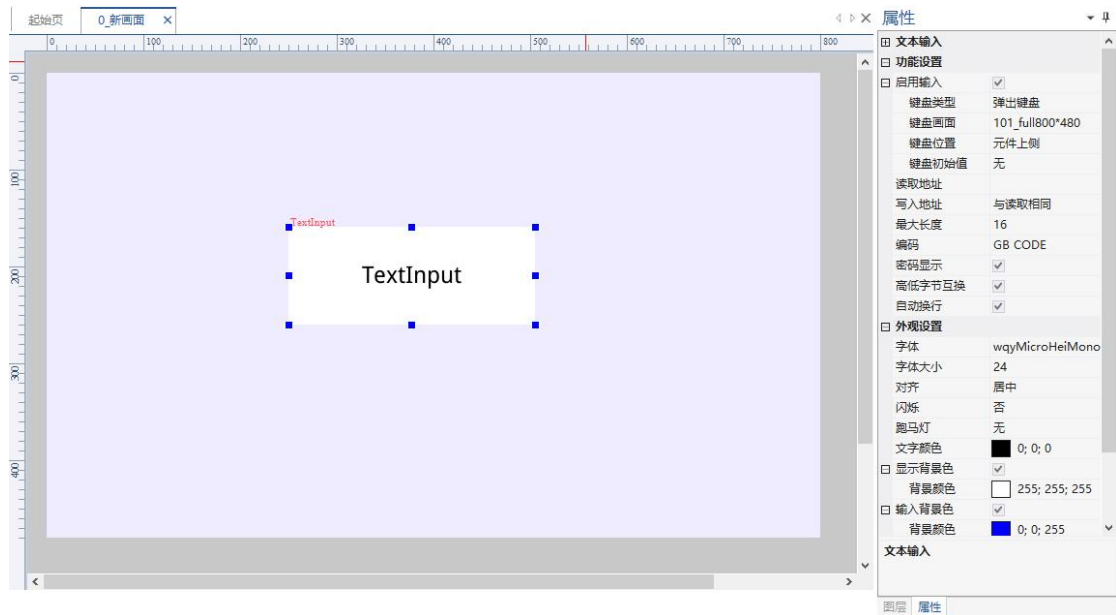 起始页 0_新画面
属性
0 100 200 300 400 500 600 700 800
0
100
200
300
400
TextInput
TextInput
文本输入
功能设置
启用输入
键盘类型 弹出键盘
键盘画面 101_full800*480
键盘位置 元件上侧
键盘初始值 无
读取地址
写入地址 与读取相同
最大长度 16
编码 GB CODE
密码显示
高低字节互换
自动换行
外观设置
字体 wqyMicroHeiMono
字体大小 24
对齐 居中
闪烁 否
跑马灯 无
文字颜色 0; 0; 0
显示背景色
背景颜色 255; 255; 255
输入背景色
背景颜色 0; 0; 255
文本输入
图层 属性